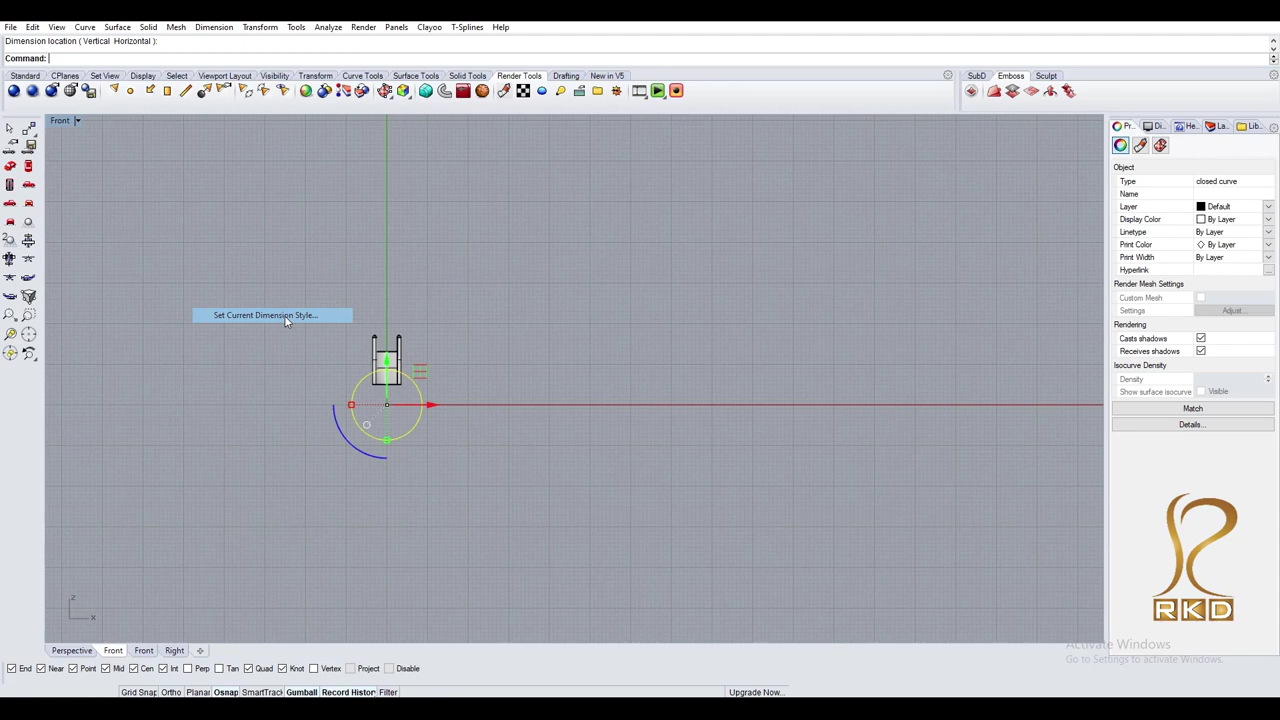 File Edit View Curve Surface Solid Mesh Dimension Transform Tools Analyze Render Panels Clayoo T-Splines Help
Dimension location ( Vertical Horizontal ):
Command:
Standard CPlanes Set View Display Select Viewport Layout Visibility Transform Curve Tools Surface Tools Solid Tools Render Tools Drafting New in V5 SubD Emboss Sculpt
Front
Pr... Di... He... La... Lib...
Object
Type closed curve
Name
Layer Default
Display Color By Layer
Linetype By Layer
Print Color By Layer
Print Width By Layer
Hyperlink ...
Render Mesh Settings
Custom Mesh
Settings Adjust...
Rendering
Casts shadows
Receives shadows
Isocurve Density
Density
Show surface isocurve Visible
Match
Details...
Set Current Dimension Style...
RKD
z
x
Activate Windows
Go to Settings to activate Windows.
Perspective Front Front Right
End Near Point Mid Cen Int Perp Tan Quad Knot Vertex Project Disable
Grid Snap Ortho Planar Osnap SmartTrack Gumball Record History Filter Upgrade Now...